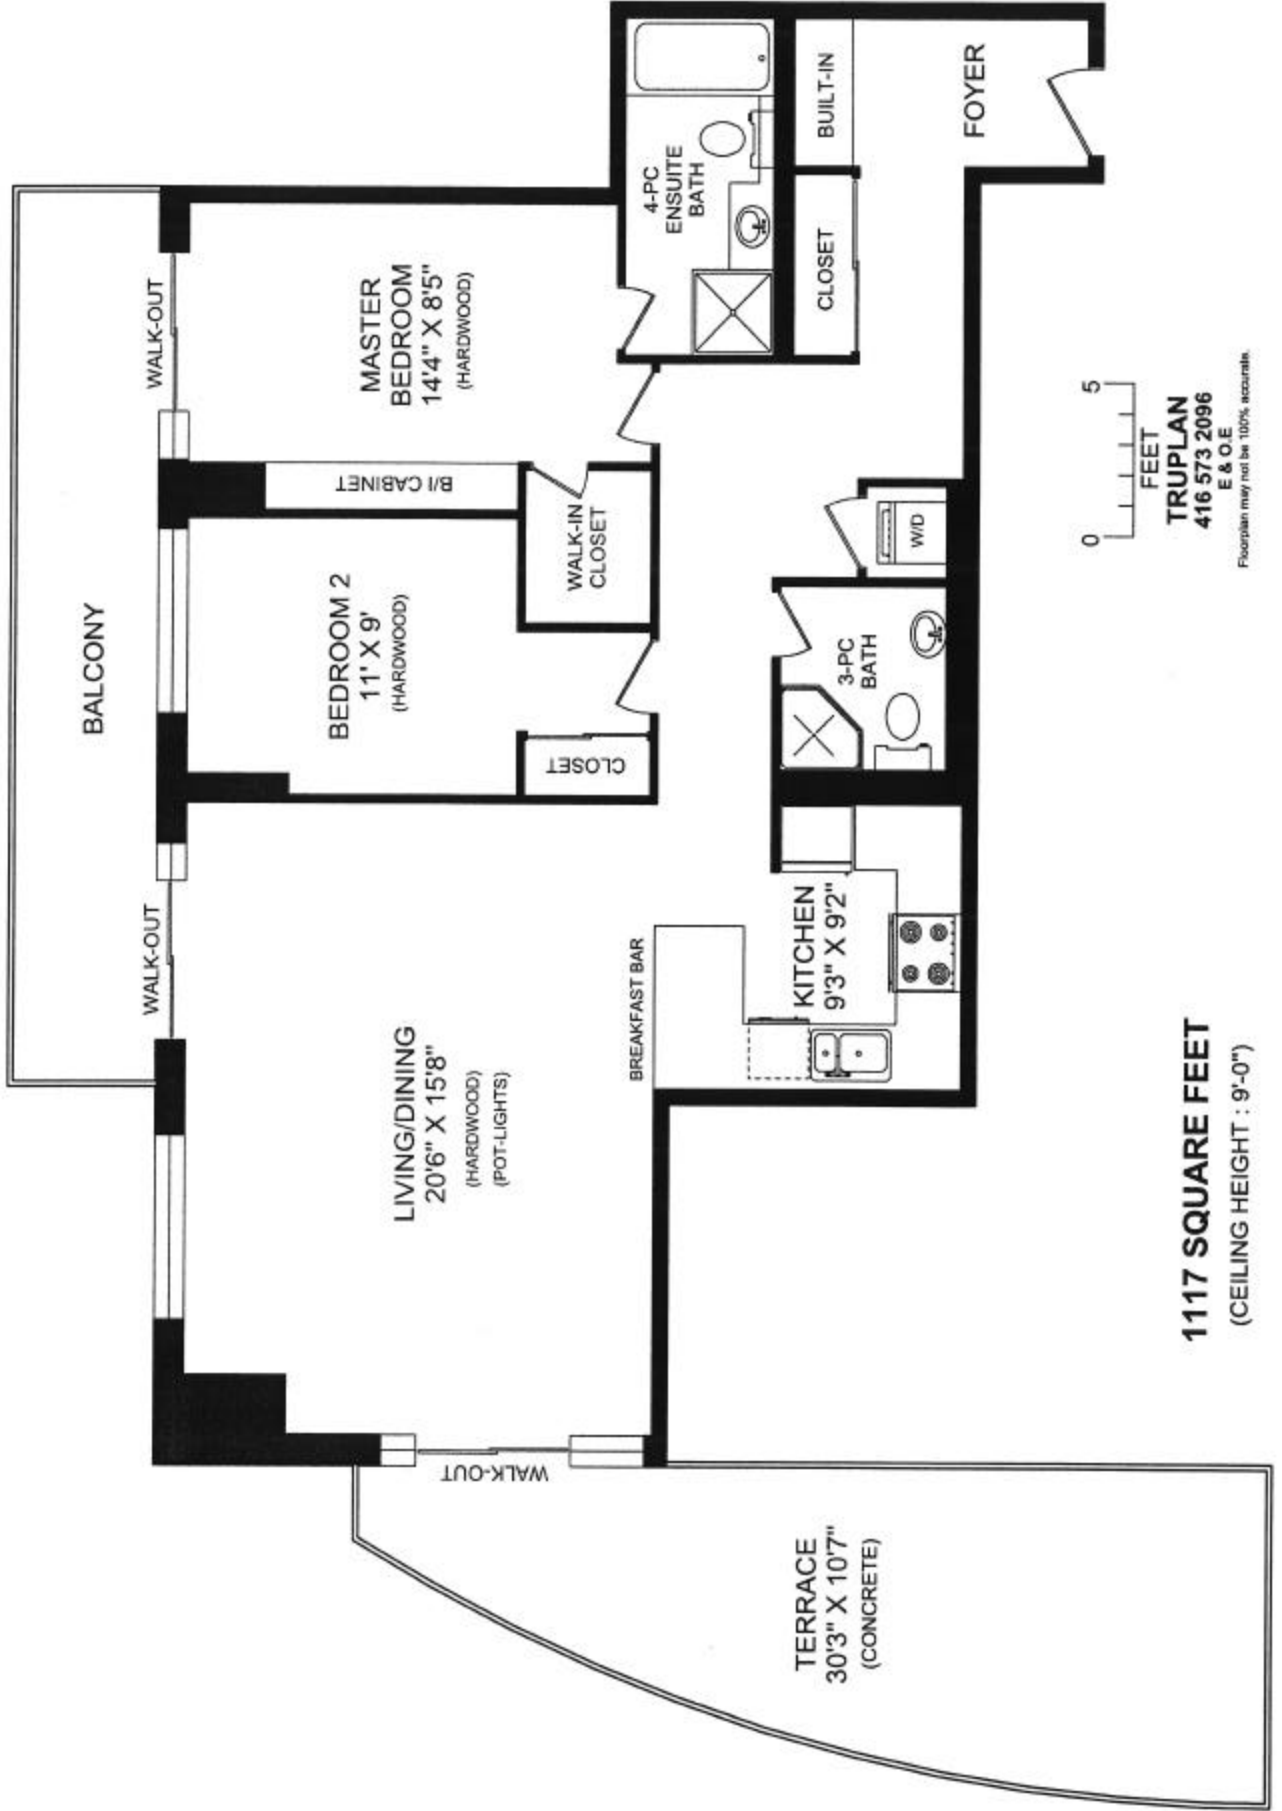 BALCONY
WALK-OUT
WALK-OUT
LIVING/DINING
20'6" X 15'8"
(HARDWOOD)
(POT-LIGHTS)
BEDROOM 2
11' X 9'
(HARDWOOD)
B/I CABINET
MASTER
BEDROOM
14'4" X 8'5"
(HARDWOOD)
WALK-OUT
CLOSET
WALK-IN
CLOSET
4-PC
ENSUITE
BATH
BREAKFAST BAR
KITCHEN
9'3" X 9'2"
3-PC
BATH
W/D
CLOSET
BUILT-IN
FOYER
TERRACE
30'3" X 10'7"
(CONCRETE)
1117 SQUARE FEET
(CEILING HEIGHT : 9'-0")
0 5
FEET
TRUPLAN
416 573 2096
E & O.E
Floorplan may not be 100% accurate.